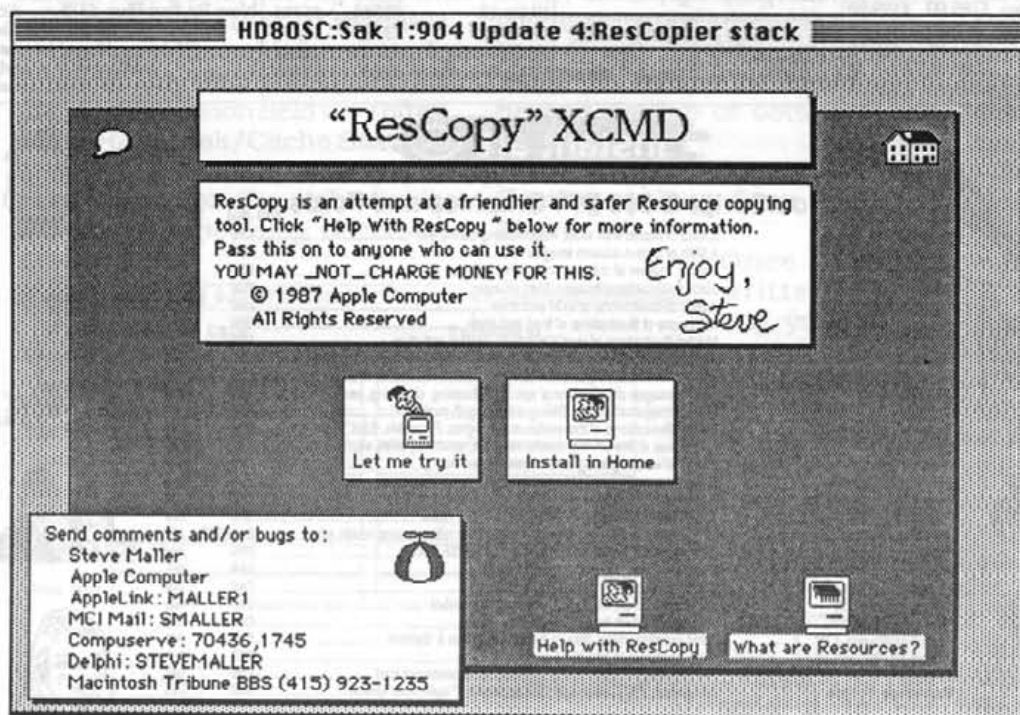 HD80SC:Sak 1:904 Update 4:ResCopier stack
“ResCopy” XCMD
ResCopy is an attempt at a friendlier and safer Resource copying
tool. Click “Help With ResCopy ” below for more information.
Pass this on to anyone who can use it.
YOU MAY _NOT_ CHARGE MONEY FOR THIS.
© 1987 Apple Computer
All Rights Reserved
Enjoy,
Steve
Let me try it
Install in Home
Send comments and/or bugs to:
Steve Maller
Apple Computer
AppleLink: MALLER1
MCI Mail: SMALLER
Compuserve: 70436,1745
Delphi: STEVEMALLER
Macintosh Tribune BBS (415) 923-1235
Help with ResCopy
What are Resources?